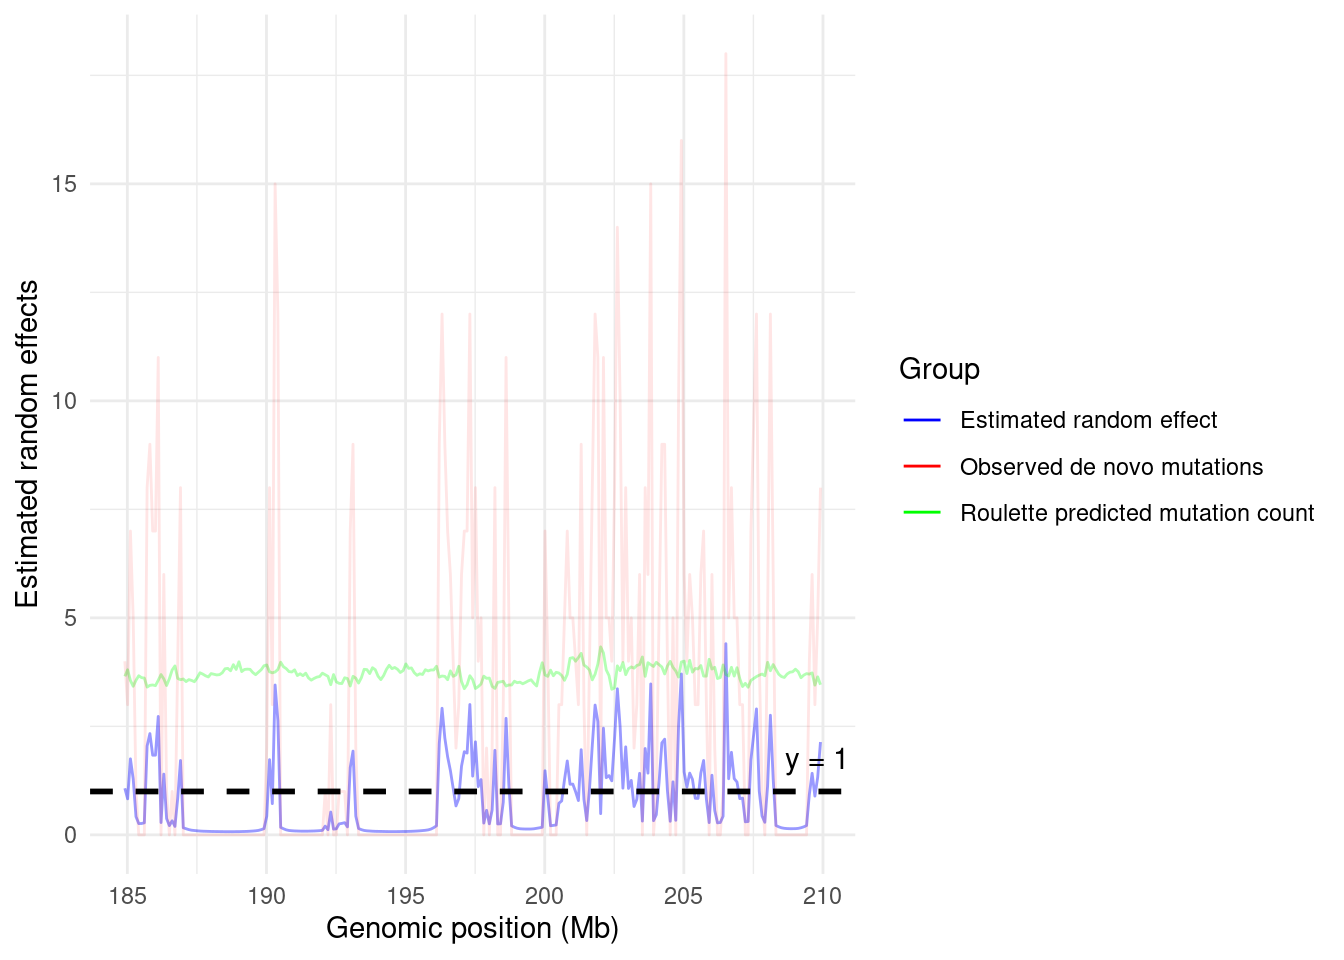 15
10
5
0
185 190 195 200 205 210
Genomic position (Mb)
Estimated random effects
y = 1
Group
Estimated random effect
Observed de novo mutations
Roulette predicted mutation count